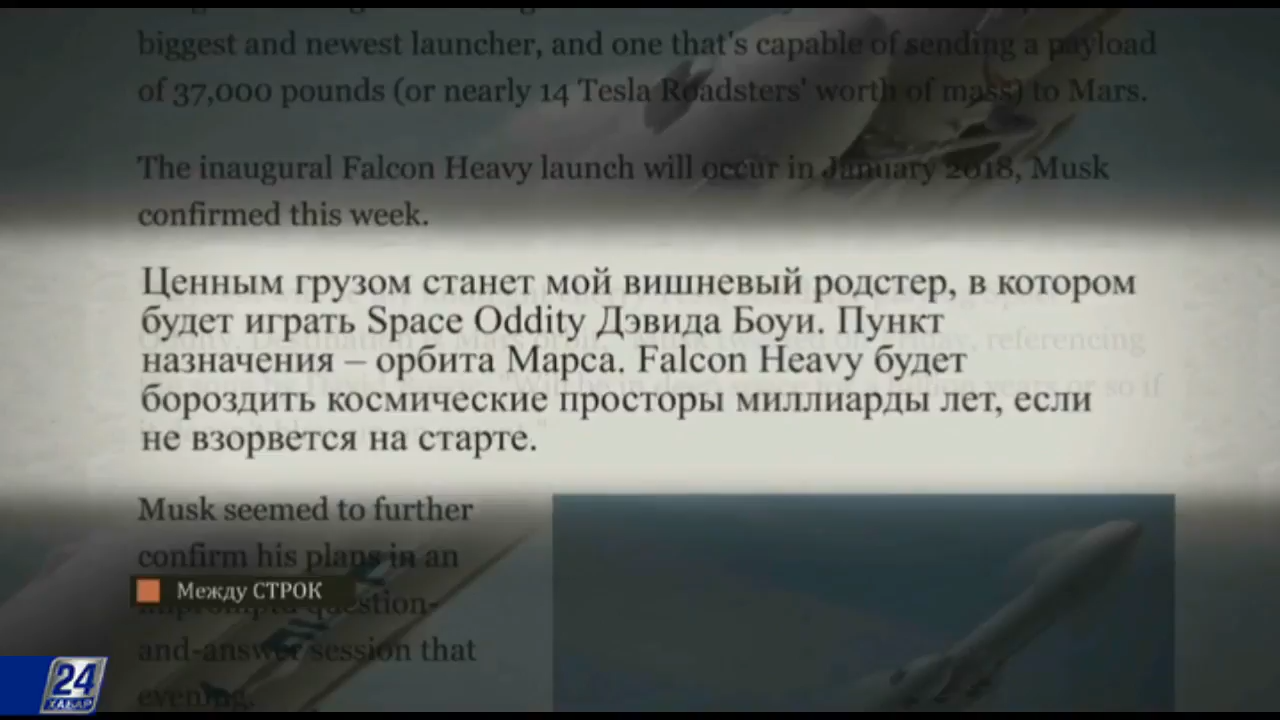 biggest and newest launcher, and one that's capable of sending a payload
of 37,000 pounds (or nearly 14 Tesla Roadsters' worth of mass) to Mars.
The inaugural Falcon Heavy launch will occur in January 2018, Musk
confirmed this week.
Ценным грузом станет мой вишневый родстер, в котором
будет играть Space Oddity Дэвида Боуи. Пункт
назначения – орбита Марса. Falcon Heavy будет
бороздить космические просторы миллиарды лет, если
не взорвется на старте.
Musk seemed to further
confirm his plans in an
impromptu question-
and-answer session that
evening.
Между СТРОК
24
ХАБАР